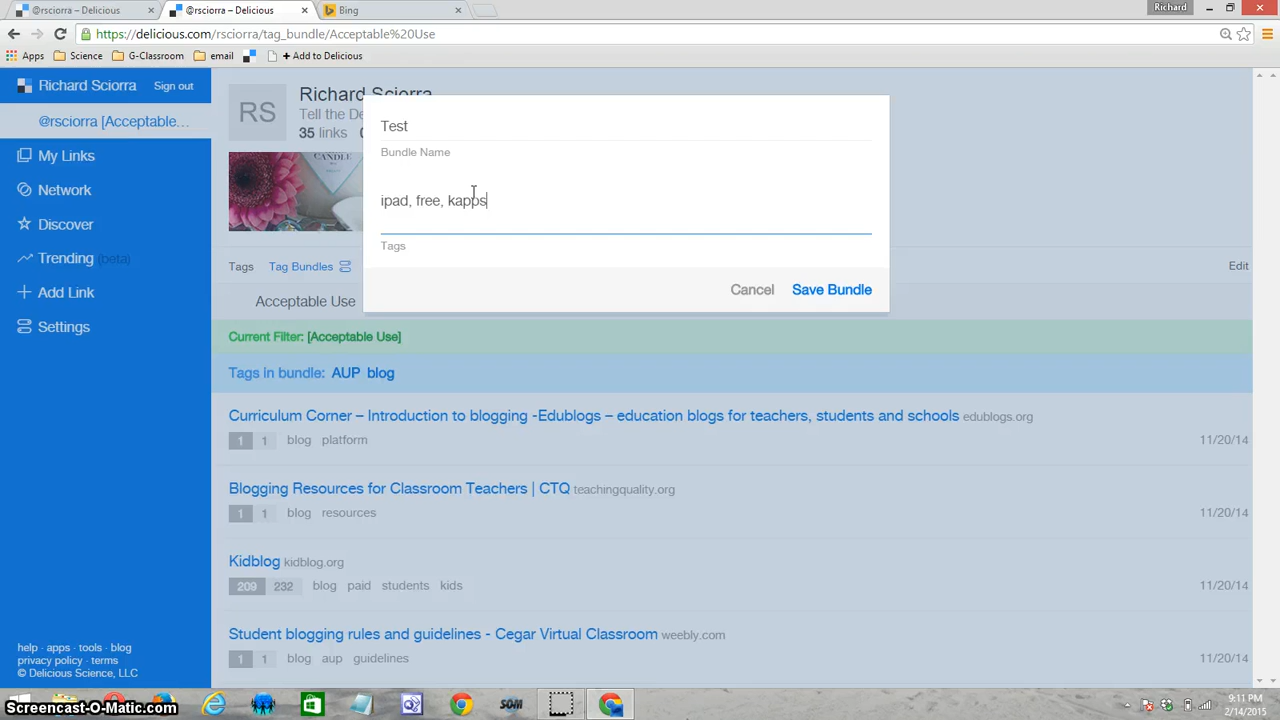 @rsciorra – Delicious
@rsciorra – Delicious
Bing
Richard
https://delicious.com/rsciorra/tag_bundle/Acceptable%20Use
Apps Science G-Classroom email + Add to Delicious
Richard Sciorra Sign out
@rsciorra [Acceptable...
My Links
Network
Discover
Trending (beta)
Add Link
Settings
help · apps · tools · blog
privacy policy · terms
© Delicious Science, LLC
RS
Richard Sciorra
Tell the De
35 links
CANDLE
Test
Bundle Name
ipad, free, kapps
Tags
Cancel Save Bundle
Tags Tag Bundles Edit
Acceptable Use
Current Filter: [Acceptable Use]
Tags in bundle: AUP blog
Curriculum Corner – Introduction to blogging -Edublogs – education blogs for teachers, students and schools edublogs.org
1 1 blog platform 11/20/14
Blogging Resources for Classroom Teachers | CTQ teachingquality.org
1 1 blog resources 11/20/14
Kidblog kidblog.org
209 232 blog paid students kids 11/20/14
Student blogging rules and guidelines - Cegar Virtual Classroom weebly.com
1 1 blog aup guidelines 11/20/14
Screencast-O-Matic.com
SOM
9:11 PM
2/14/2015